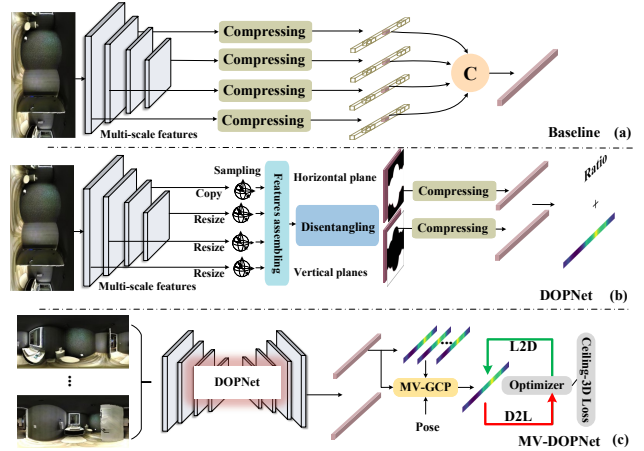 Compressing
Compressing
Compressing
Compressing
C
Multi-scale features
Baseline (a)
Sampling
Copy
Resize
Resize
Resize
Features assembling
Horizontal plane
Disentangling
Vertical planes
Compressing
Compressing
Ratio
Multi-scale features
DOPNet (b)
DOPNet
MV-GCP
Pose
L2D
Optimizer
D2L
Ceiling-3D Loss
MV-DOPNet (c)